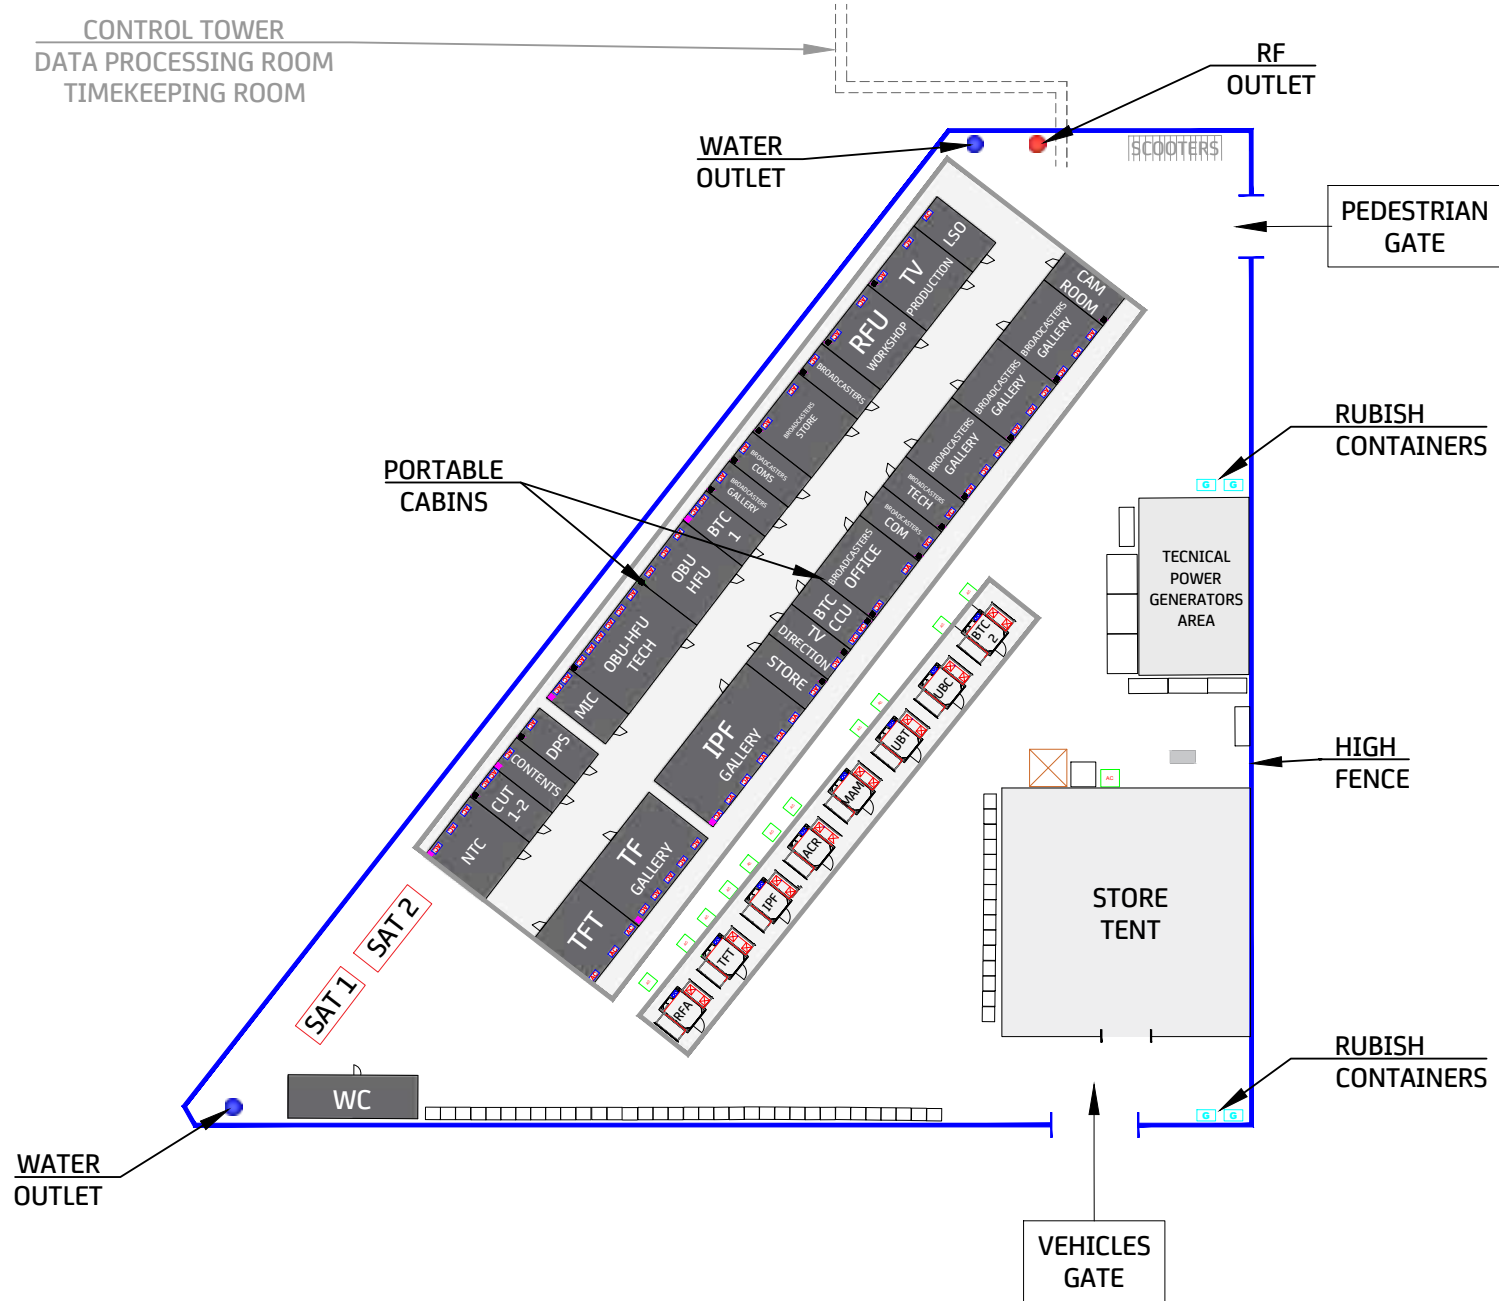 CONTROL TOWER
DATA PROCESSING ROOM
TIMEKEEPING ROOM
RF
OUTLET
WATER
OUTLET
SCOOTERS
PEDESTRIAN
GATE
LSO
TV
PRODUCTION
RFU
WORKSHOP
BROADCASTERS
BROADCASTERS
STORE
BROADCASTERS
COMS
BROADCASTERS
GALLERY
BTC
1
OBU
HFU
OBU-HFU
TECH
MIC
DPS
CONTENTS
CUT
1-2
NTC
CAM
ROOM
BROADCASTERS
GALLERY
BROADCASTERS
GALLERY
BROADCASTERS
GALLERY
BROADCASTERS
TECH
BROADCASTERS
COM
BROADCASTERS
OFFICE
BTC
CCU
TV
DIRECTION
STORE
IPF
GALLERY
TF
GALLERY
TFT
PORTABLE
CABINS
BTC
2
UBC
UBT
MAM
ACR
IPF
TFT
RFA
RUBISH
CONTAINERS
G G
TECNICAL
POWER
GENERATORS
AREA
HIGH
FENCE
AC
STORE
TENT
SAT 2
SAT 1
WC
RUBISH
CONTAINERS
G G
WATER
OUTLET
VEHICLES
GATE